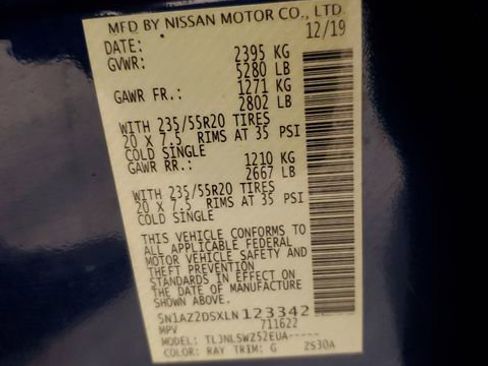 MFD BY NISSAN MOTOR CO., LTD.
DATE: 12/19
GVWR: 2395 KG
5280 LB
GAWR FR.: 1271 KG
2802 LB
WITH 235/55R20 TIRES
20 X 7.5 RIMS AT 35 PSI
COLD SINGLE
GAWR RR.: 1210 KG
2667 LB
WITH 235/55R20 TIRES
20 X 7.5 RIMS AT 35 PSI
COLD SINGLE
THIS VEHICLE CONFORMS TO
ALL APPLICABLE FEDERAL
MOTOR VEHICLE SAFETY AND
THEFT PREVENTION
STANDARDS IN EFFECT ON
THE DATE OF MANUFACTURE
SHOWN ABOVE.
5N1AZ2DSXLN123342
MPV 711622
TYPE: TLJNLSWZ52EUA-----
COLOR: RAY TRIM: G 2S30A